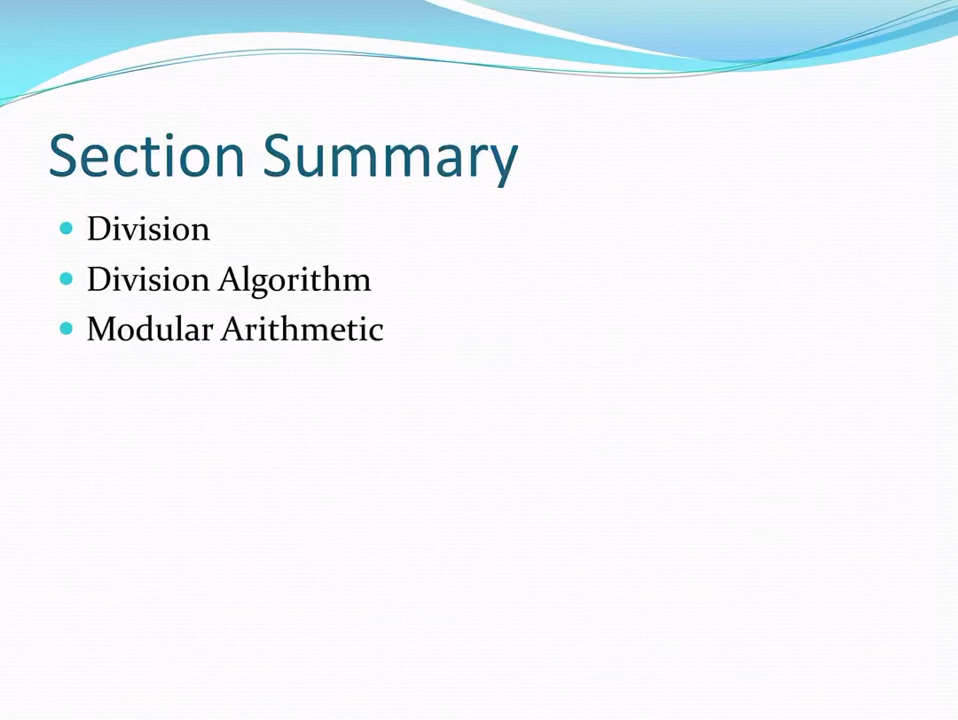 Section Summary
Division
Division Algorithm
Modular Arithmetic